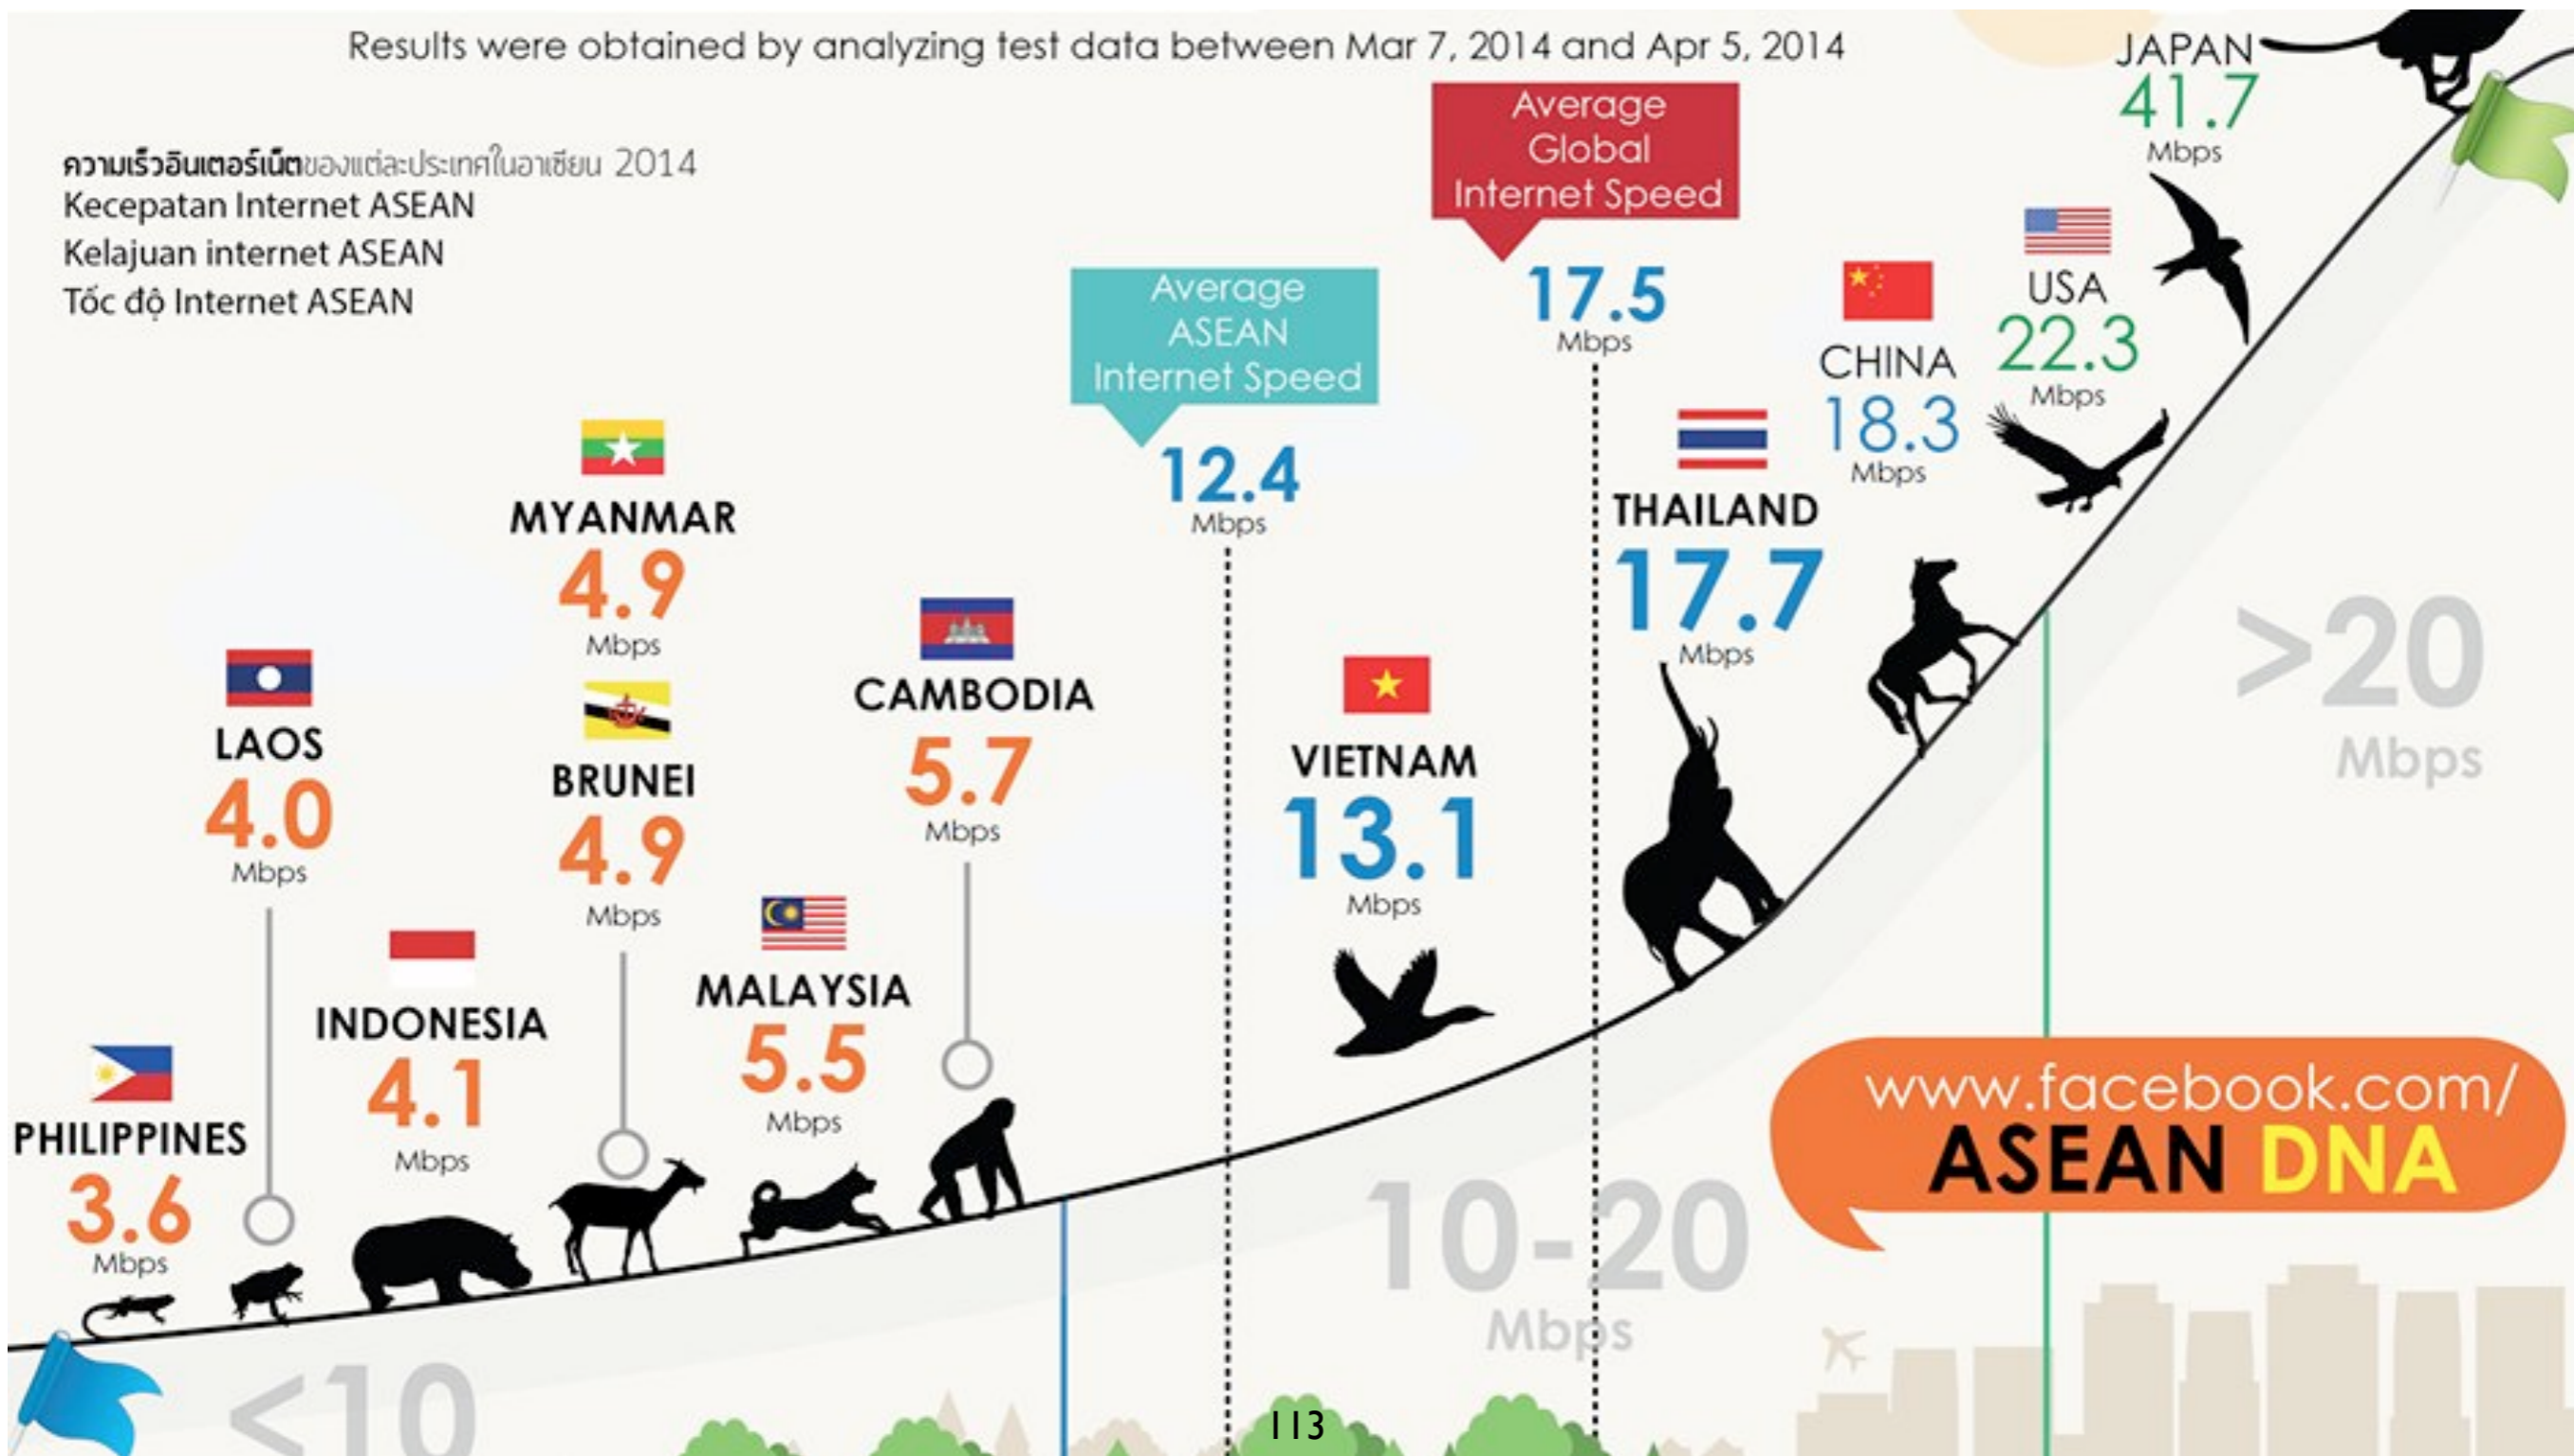 Results were obtained by analyzing test data between Mar 7, 2014 and Apr 5, 2014
ความเร็วอินเตอร์เน็ตของแต่ละประเทศในอาเซียน 2014
Kecepatan Internet ASEAN
Kelajuan internet ASEAN
Tốc độ Internet ASEAN
PHILIPPINES
3.6
Mbps
LAOS
4.0
Mbps
INDONESIA
4.1
Mbps
MYANMAR
4.9
Mbps
BRUNEI
4.9
Mbps
MALAYSIA
5.5
Mbps
CAMBODIA
5.7
Mbps
Average
ASEAN
Internet Speed
12.4
Mbps
VIETNAM
13.1
Mbps
Average
Global
Internet Speed
17.5
Mbps
THAILAND
17.7
Mbps
CHINA
18.3
Mbps
USA
22.3
Mbps
JAPAN
41.7
Mbps
>20
Mbps
10-20
Mbps
<10
www.facebook.com/
ASEAN DNA
113